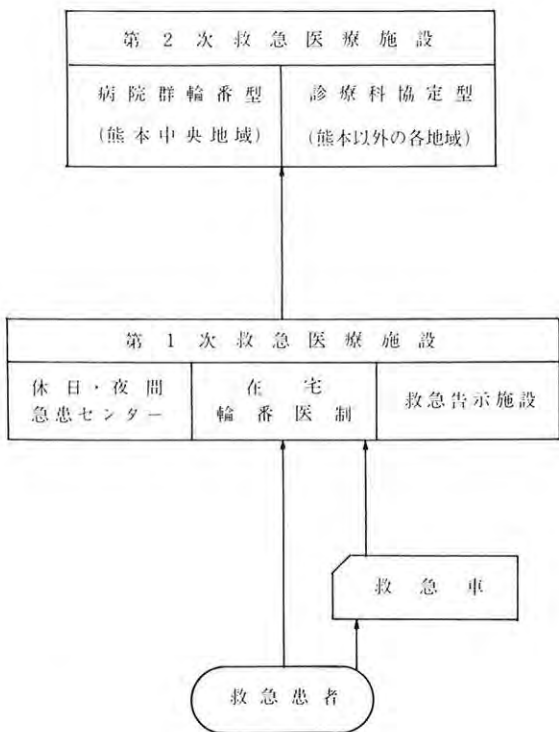 第2次救急医療施設
病院群輪番型
(熊本中央地域)
診療科協定型
(熊本以外の各地域)
第1次救急医療施設
休日・夜間
急患センター
在宅
輪番医制
救急告示施設
救急車
救急患者